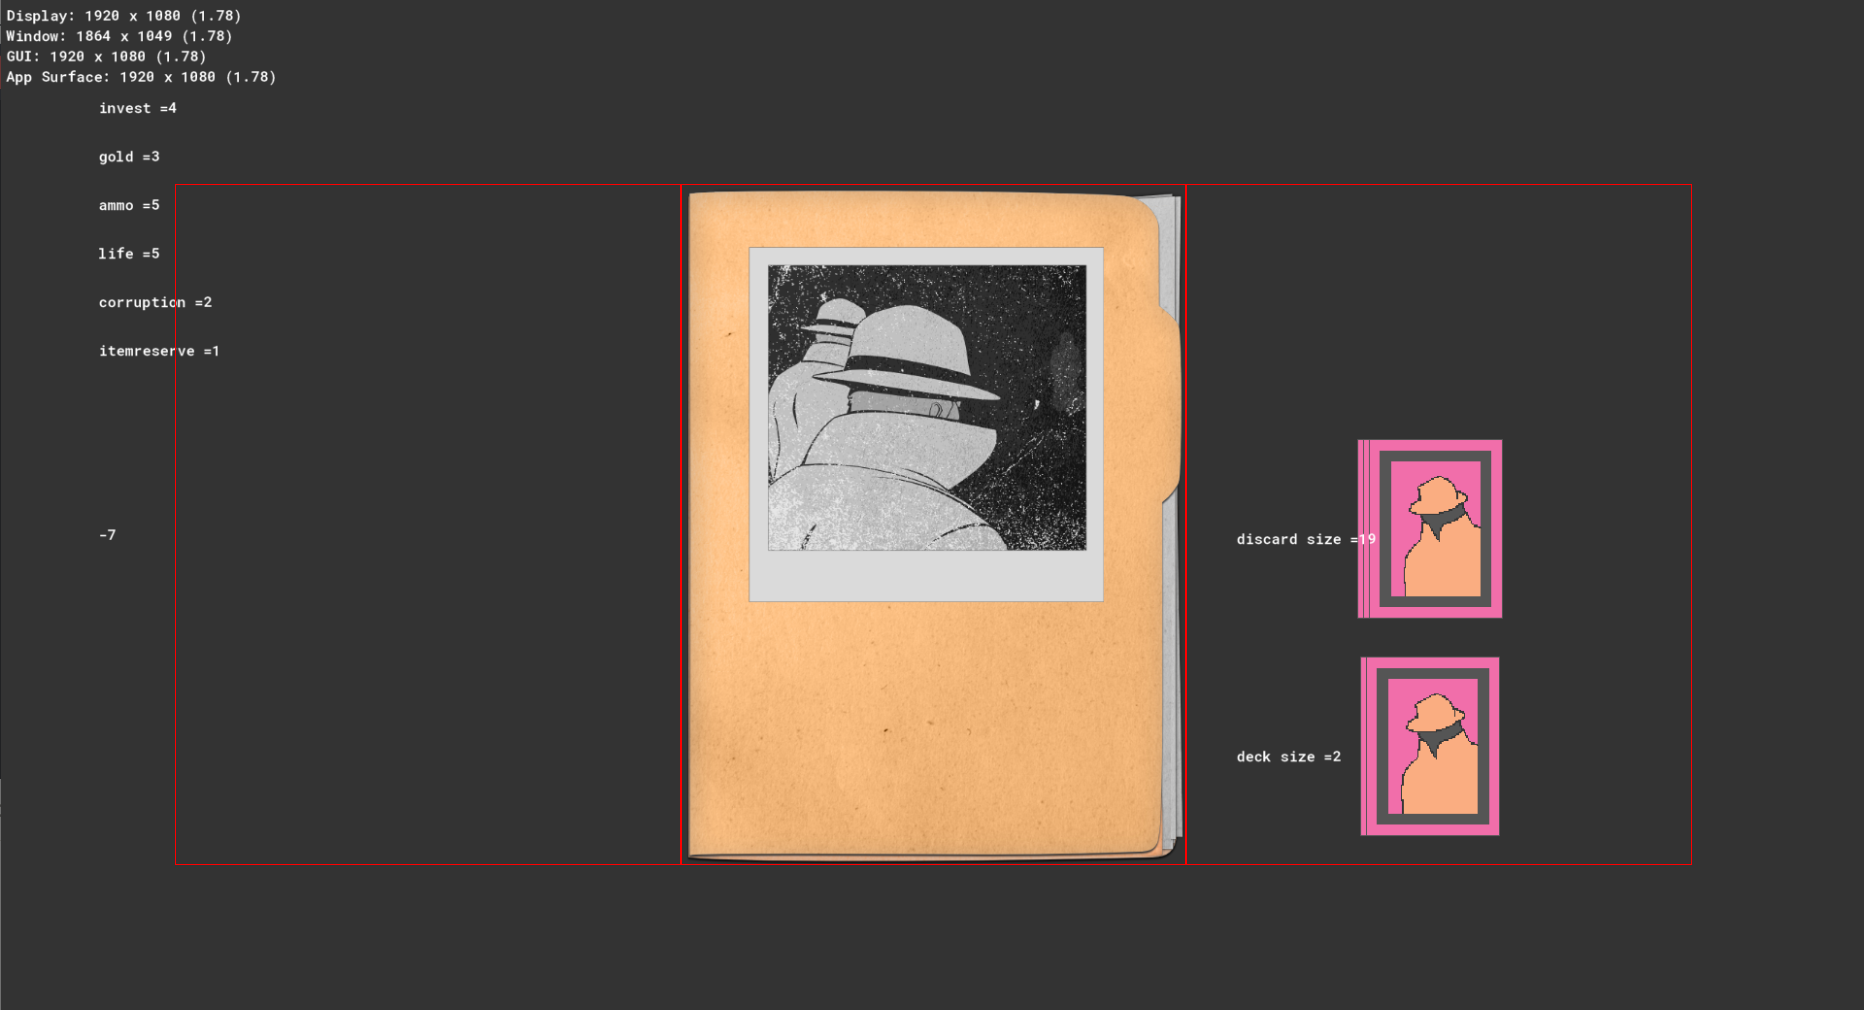 Display: 1920 x 1080 (1.78)
Window: 1864 x 1049 (1.78)
GUI: 1920 x 1080 (1.78)
App Surface: 1920 x 1080 (1.78)
invest =4
gold =3
ammo =5
life =5
corruption =2
itemreserve =1
-7
discard size =19
deck size =2